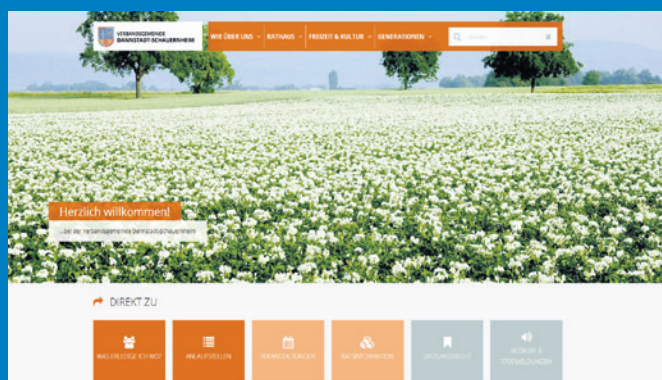 VERBANDSGEMEINDE
DANNSTADT-SCHAUERNHEIM
WIR ÜBER UNS
RATHAUS
FREIZEIT & KULTUR
GENERATIONEN
Herzlich willkommen!
...bei der Verbandsgemeinde Dannstadt-Schauernheim
DIREKT ZU
WAS ERLEDIGE ICH WO?
ANLAUFSTELLEN
VERANSTALTUNGEN
RATSINFORMATION